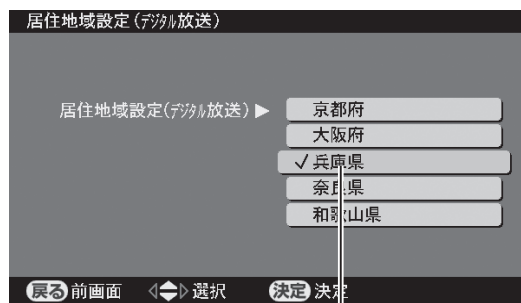 居住地域設定(デジタル放送)
居住地域設定(デジタル放送)▶ 京都府
大阪府
✓兵庫県
奈良県
和歌山県
戻る 前画面 選択 決定 決定